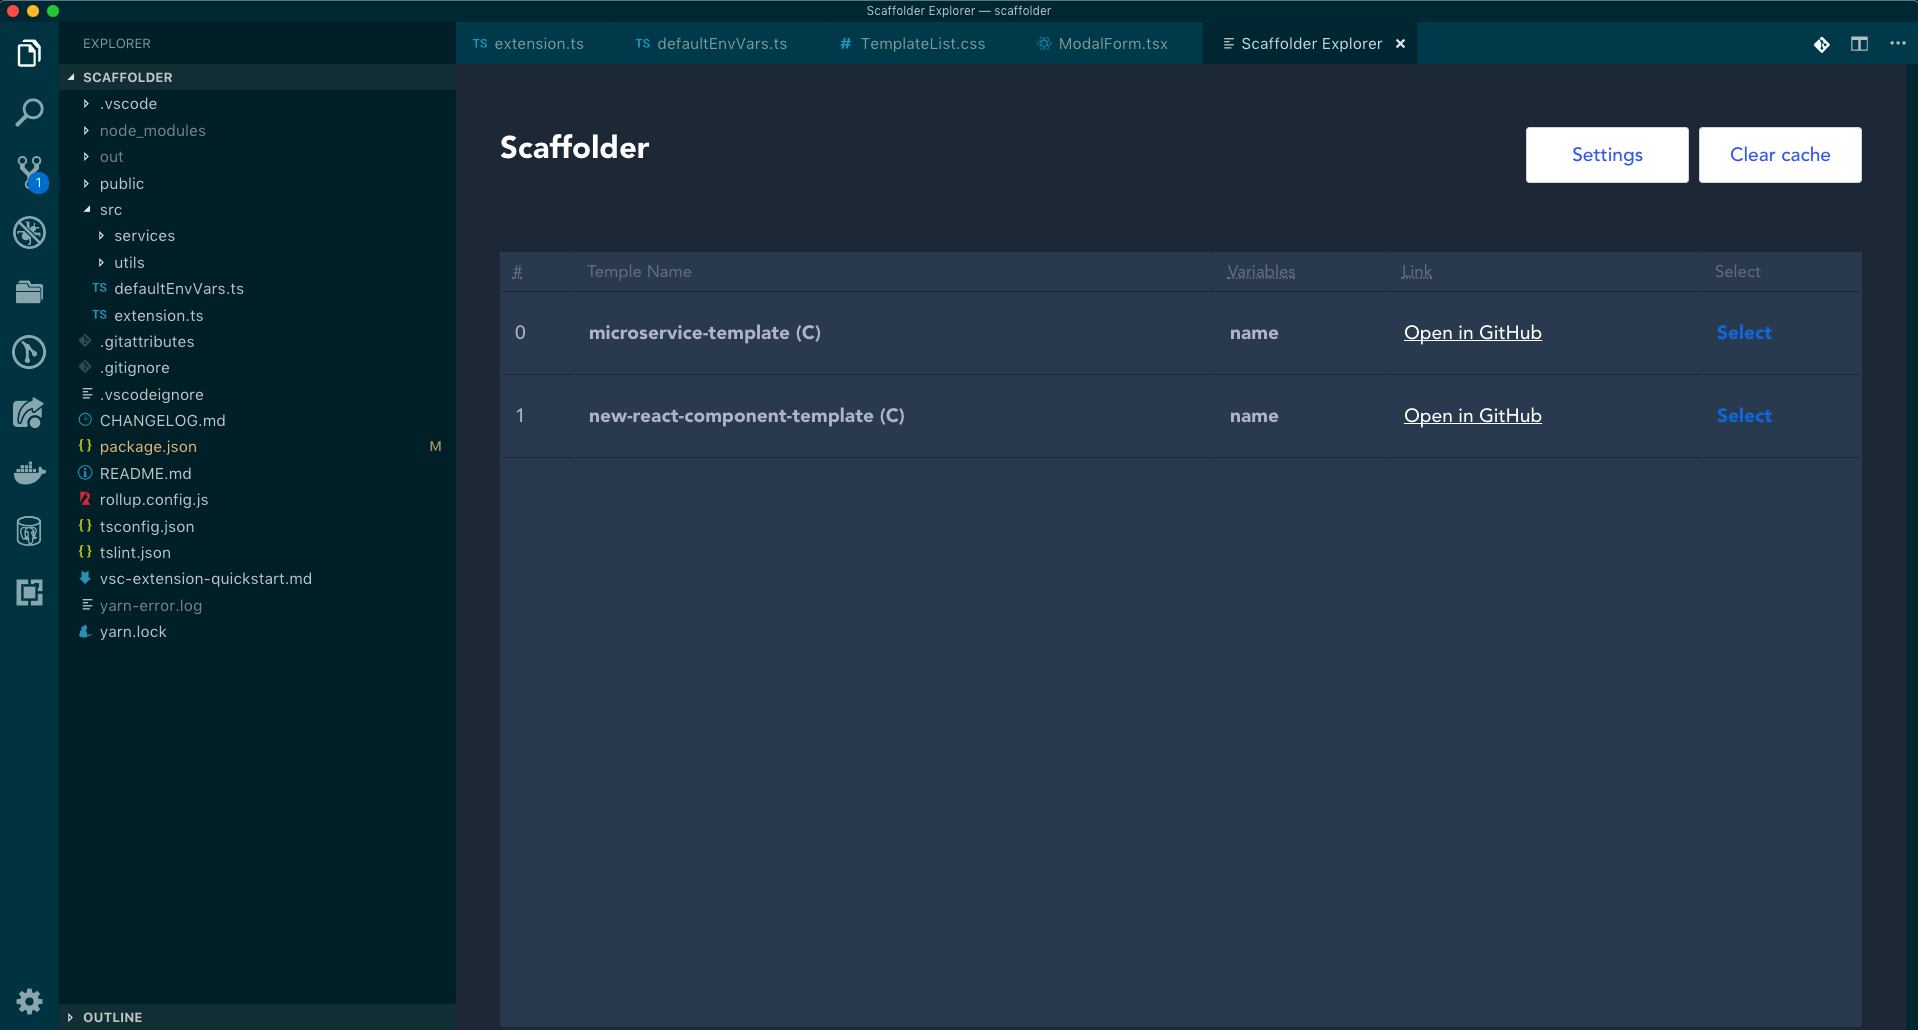 Scaffolder Explorer — scaffolder
EXPLORER
TS extension.ts
TS defaultEnvVars.ts
# TemplateList.css
ModalForm.tsx
Scaffolder Explorer
SCAFFOLDER
.vscode
node_modules
out
public
src
services
utils
TS defaultEnvVars.ts
TS extension.ts
.gitattributes
.gitignore
.vscodeignore
CHANGELOG.md
{} package.json M
README.md
rollup.config.js
{} tsconfig.json
{} tslint.json
vsc-extension-quickstart.md
yarn-error.log
yarn.lock
OUTLINE
1
Scaffolder
Settings
Clear cache
# Temple Name Variables Link Select
0 microservice-template (C) name Open in GitHub Select
1 new-react-component-template (C) name Open in GitHub Select